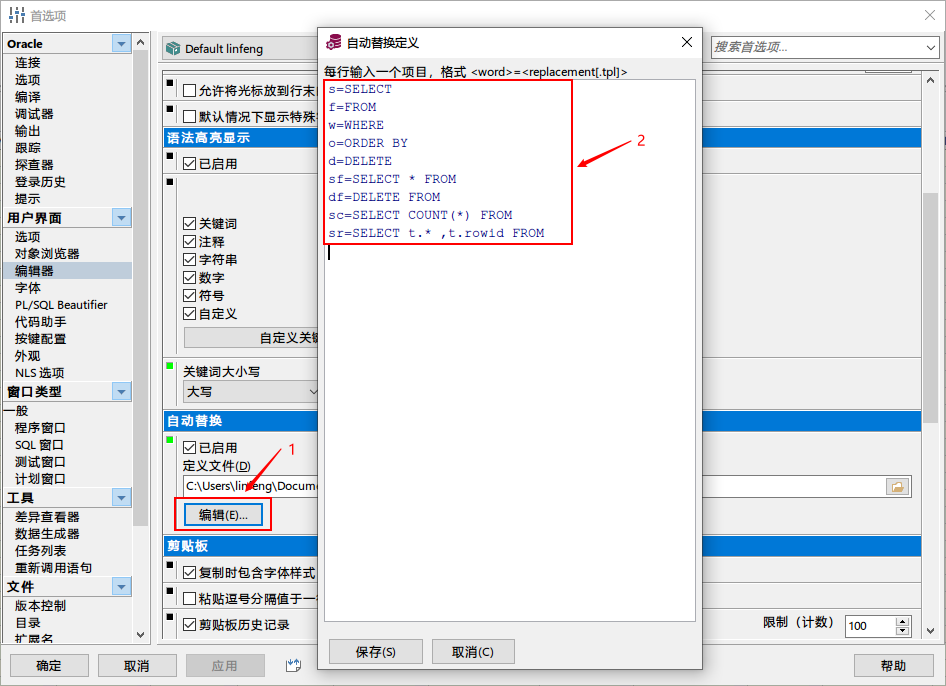 首选项
Oracle
连接
选项
编译
调试器
输出
跟踪
探查器
登录历史
提示
用户界面
选项
对象浏览器
编辑器
字体
PL/SQL Beautifier
代码助手
按键配置
外观
NLS 选项
窗口类型
一般
程序窗口
SQL 窗口
测试窗口
计划窗口
工具
差异查看器
数据生成器
任务列表
重新调用语句
文件
版本控制
目录
扩展名
Default linfeng
搜索首选项...
允许将光标放到行末
默认情况下显示特殊
语法高亮显示
已启用
关键词
注释
字符串
数字
符号
自定义
自定义关键
关键词大小写
大写
自动替换
已启用
定义文件(D)
C:\Users\linfeng\Docum
编辑(E)...
1
剪贴板
复制时包含字体样式
粘贴逗号分隔值于一
剪贴板历史记录
限制（计数）
100
自动替换定义
每行输入一个项目，格式 <word>=<replacement[.tpl]>
s=SELECT
f=FROM
w=WHERE
o=ORDER BY
d=DELETE
sf=SELECT * FROM
df=DELETE FROM
sc=SELECT COUNT(*) FROM
sr=SELECT t.* ,t.rowid FROM
2
保存(S)
取消(C)
确定
取消
应用
帮助